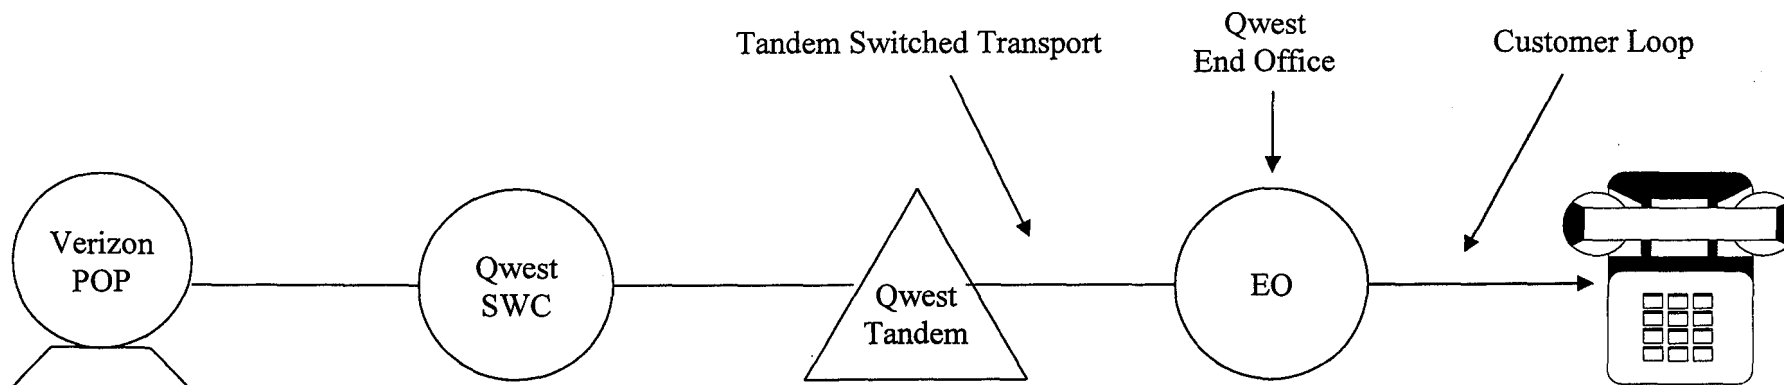 Tandem Switched Transport
Qwest
End Office
Customer Loop
Verizon
POP
Qwest
SWC
Qwest
Tandem
EO